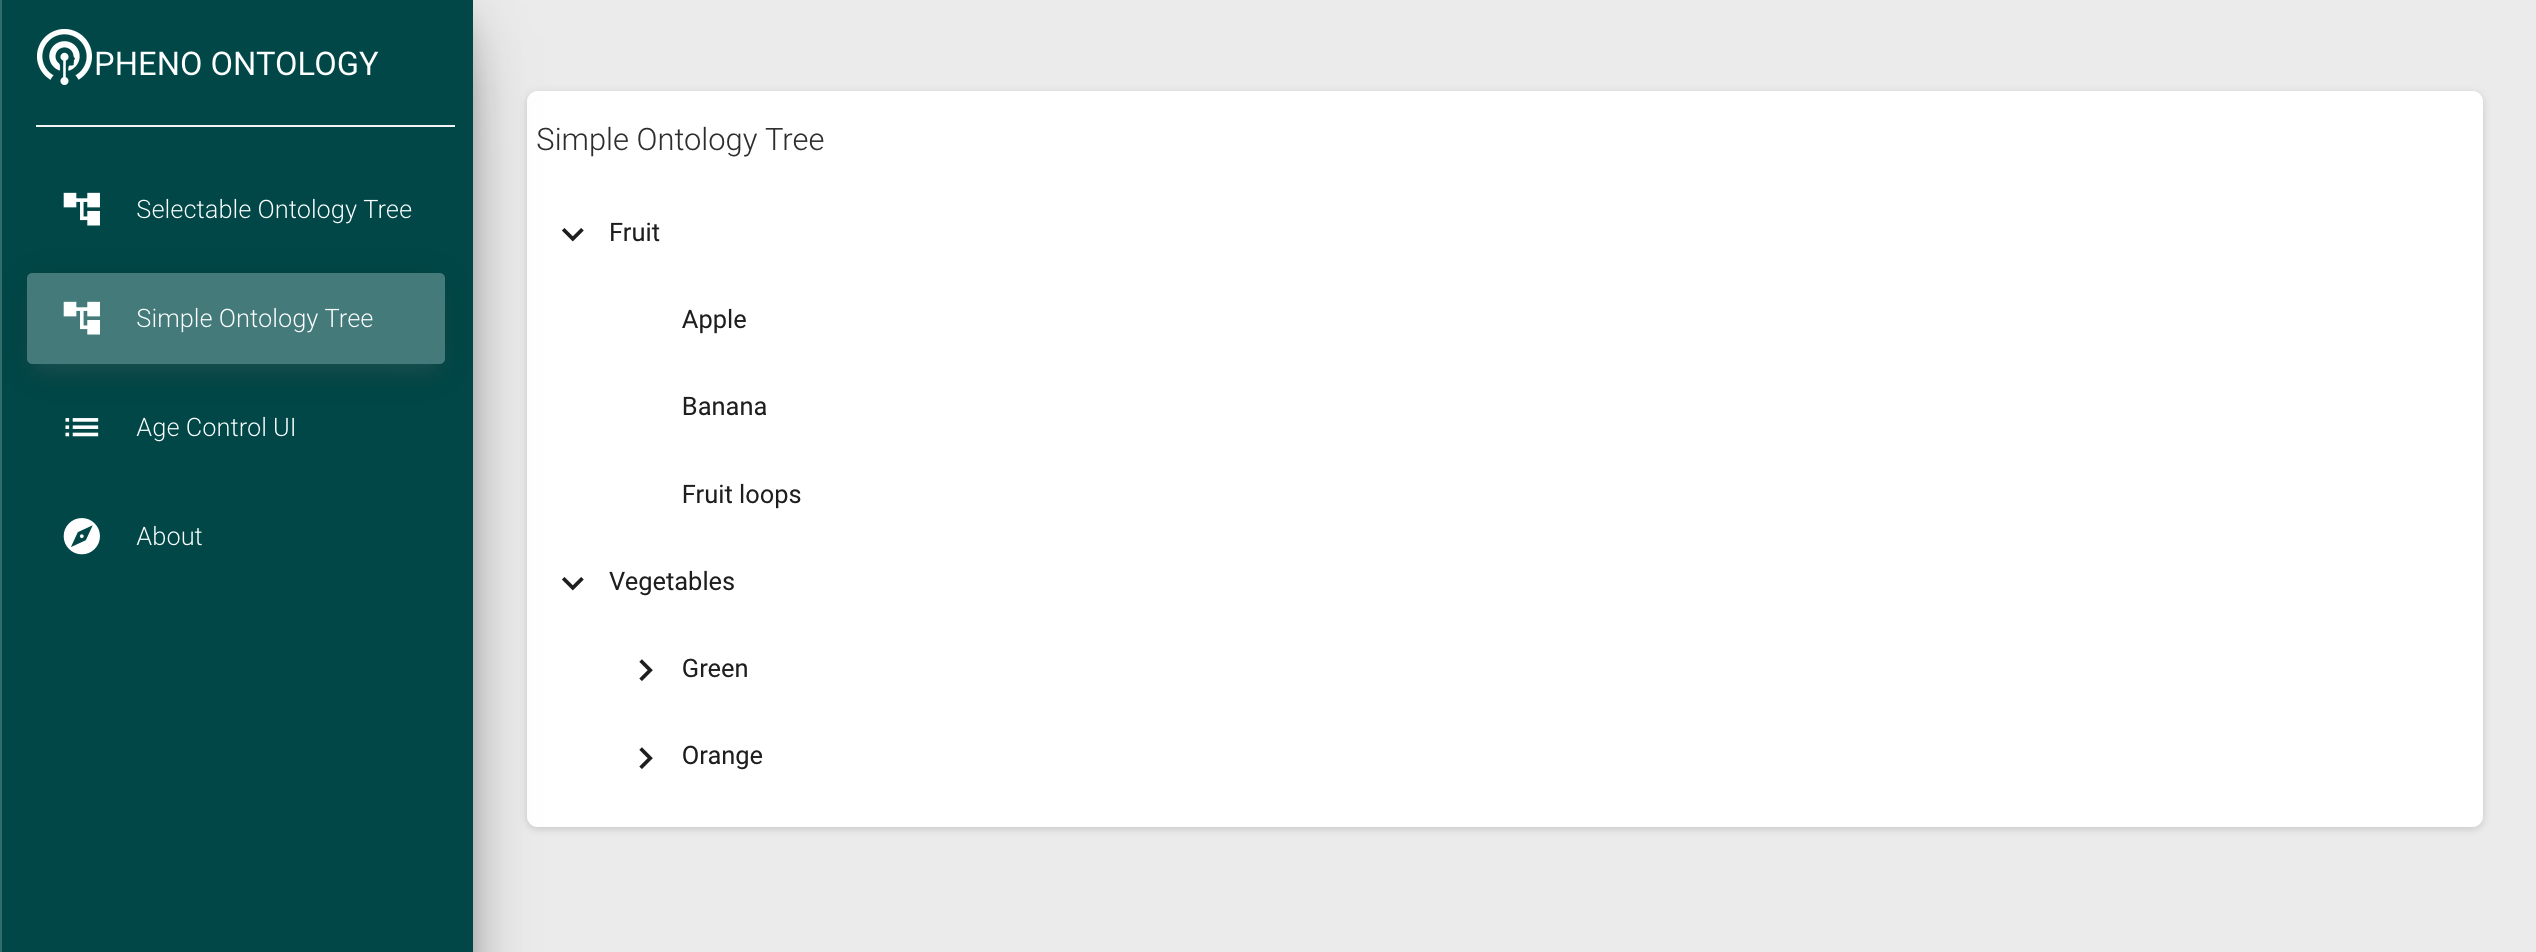 PHENO ONTOLOGY
Selectable Ontology Tree
Simple Ontology Tree
Age Control UI
About
Simple Ontology Tree
Fruit
Apple
Banana
Fruit loops
Vegetables
Green
Orange